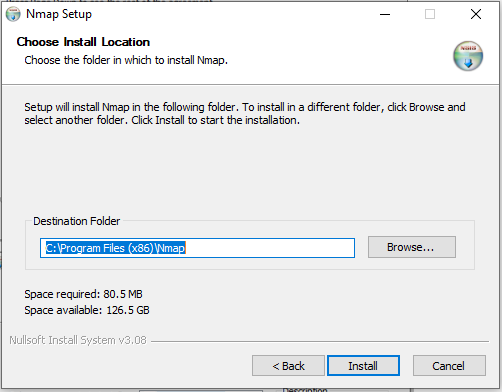 Nmap Setup
Choose Install Location
Choose the folder in which to install Nmap.
Setup will install Nmap in the following folder. To install in a different folder, click Browse and
select another folder. Click Install to start the installation.
Destination Folder
C:\Program Files (x86)\Nmap
Browse...
Space required: 80.5 MB
Space available: 126.5 GB
Nullsoft Install System v3.08
< Back
Install
Cancel
Description